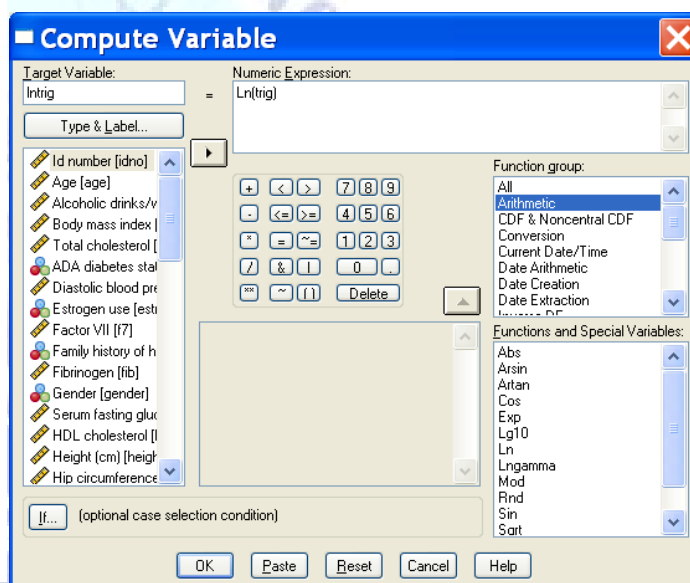 Compute Variable
Target Variable:
lntrig
=
Numeric Expression:
Ln(trig)
Type & Label...
Id number [idno]
Age [age]
Alcoholic drinks/w
Body mass index [
Total cholesterol [
ADA diabetes stat
Diastolic blood pre
Estrogen use [estr
Factor VII [f7]
Family history of h
Fibrinogen [fib]
Gender [gender]
Serum fasting gluc
HDL cholesterol [h
Height (cm) [heigh
Hip circumference
+ < > 7 8 9
- <= >= 4 5 6
* = ~= 1 2 3
/ & | 0 .
** ~ () Delete
Function group:
All
Arithmetic
CDF & Noncentral CDF
Conversion
Current Date/Time
Date Arithmetic
Date Creation
Date Extraction
Inverse DF
Functions and Special Variables:
Abs
Arsin
Artan
Cos
Exp
Lg10
Ln
Lngamma
Mod
Rnd
Sin
Sqrt
If... (optional case selection condition)
OK Paste Reset Cancel Help